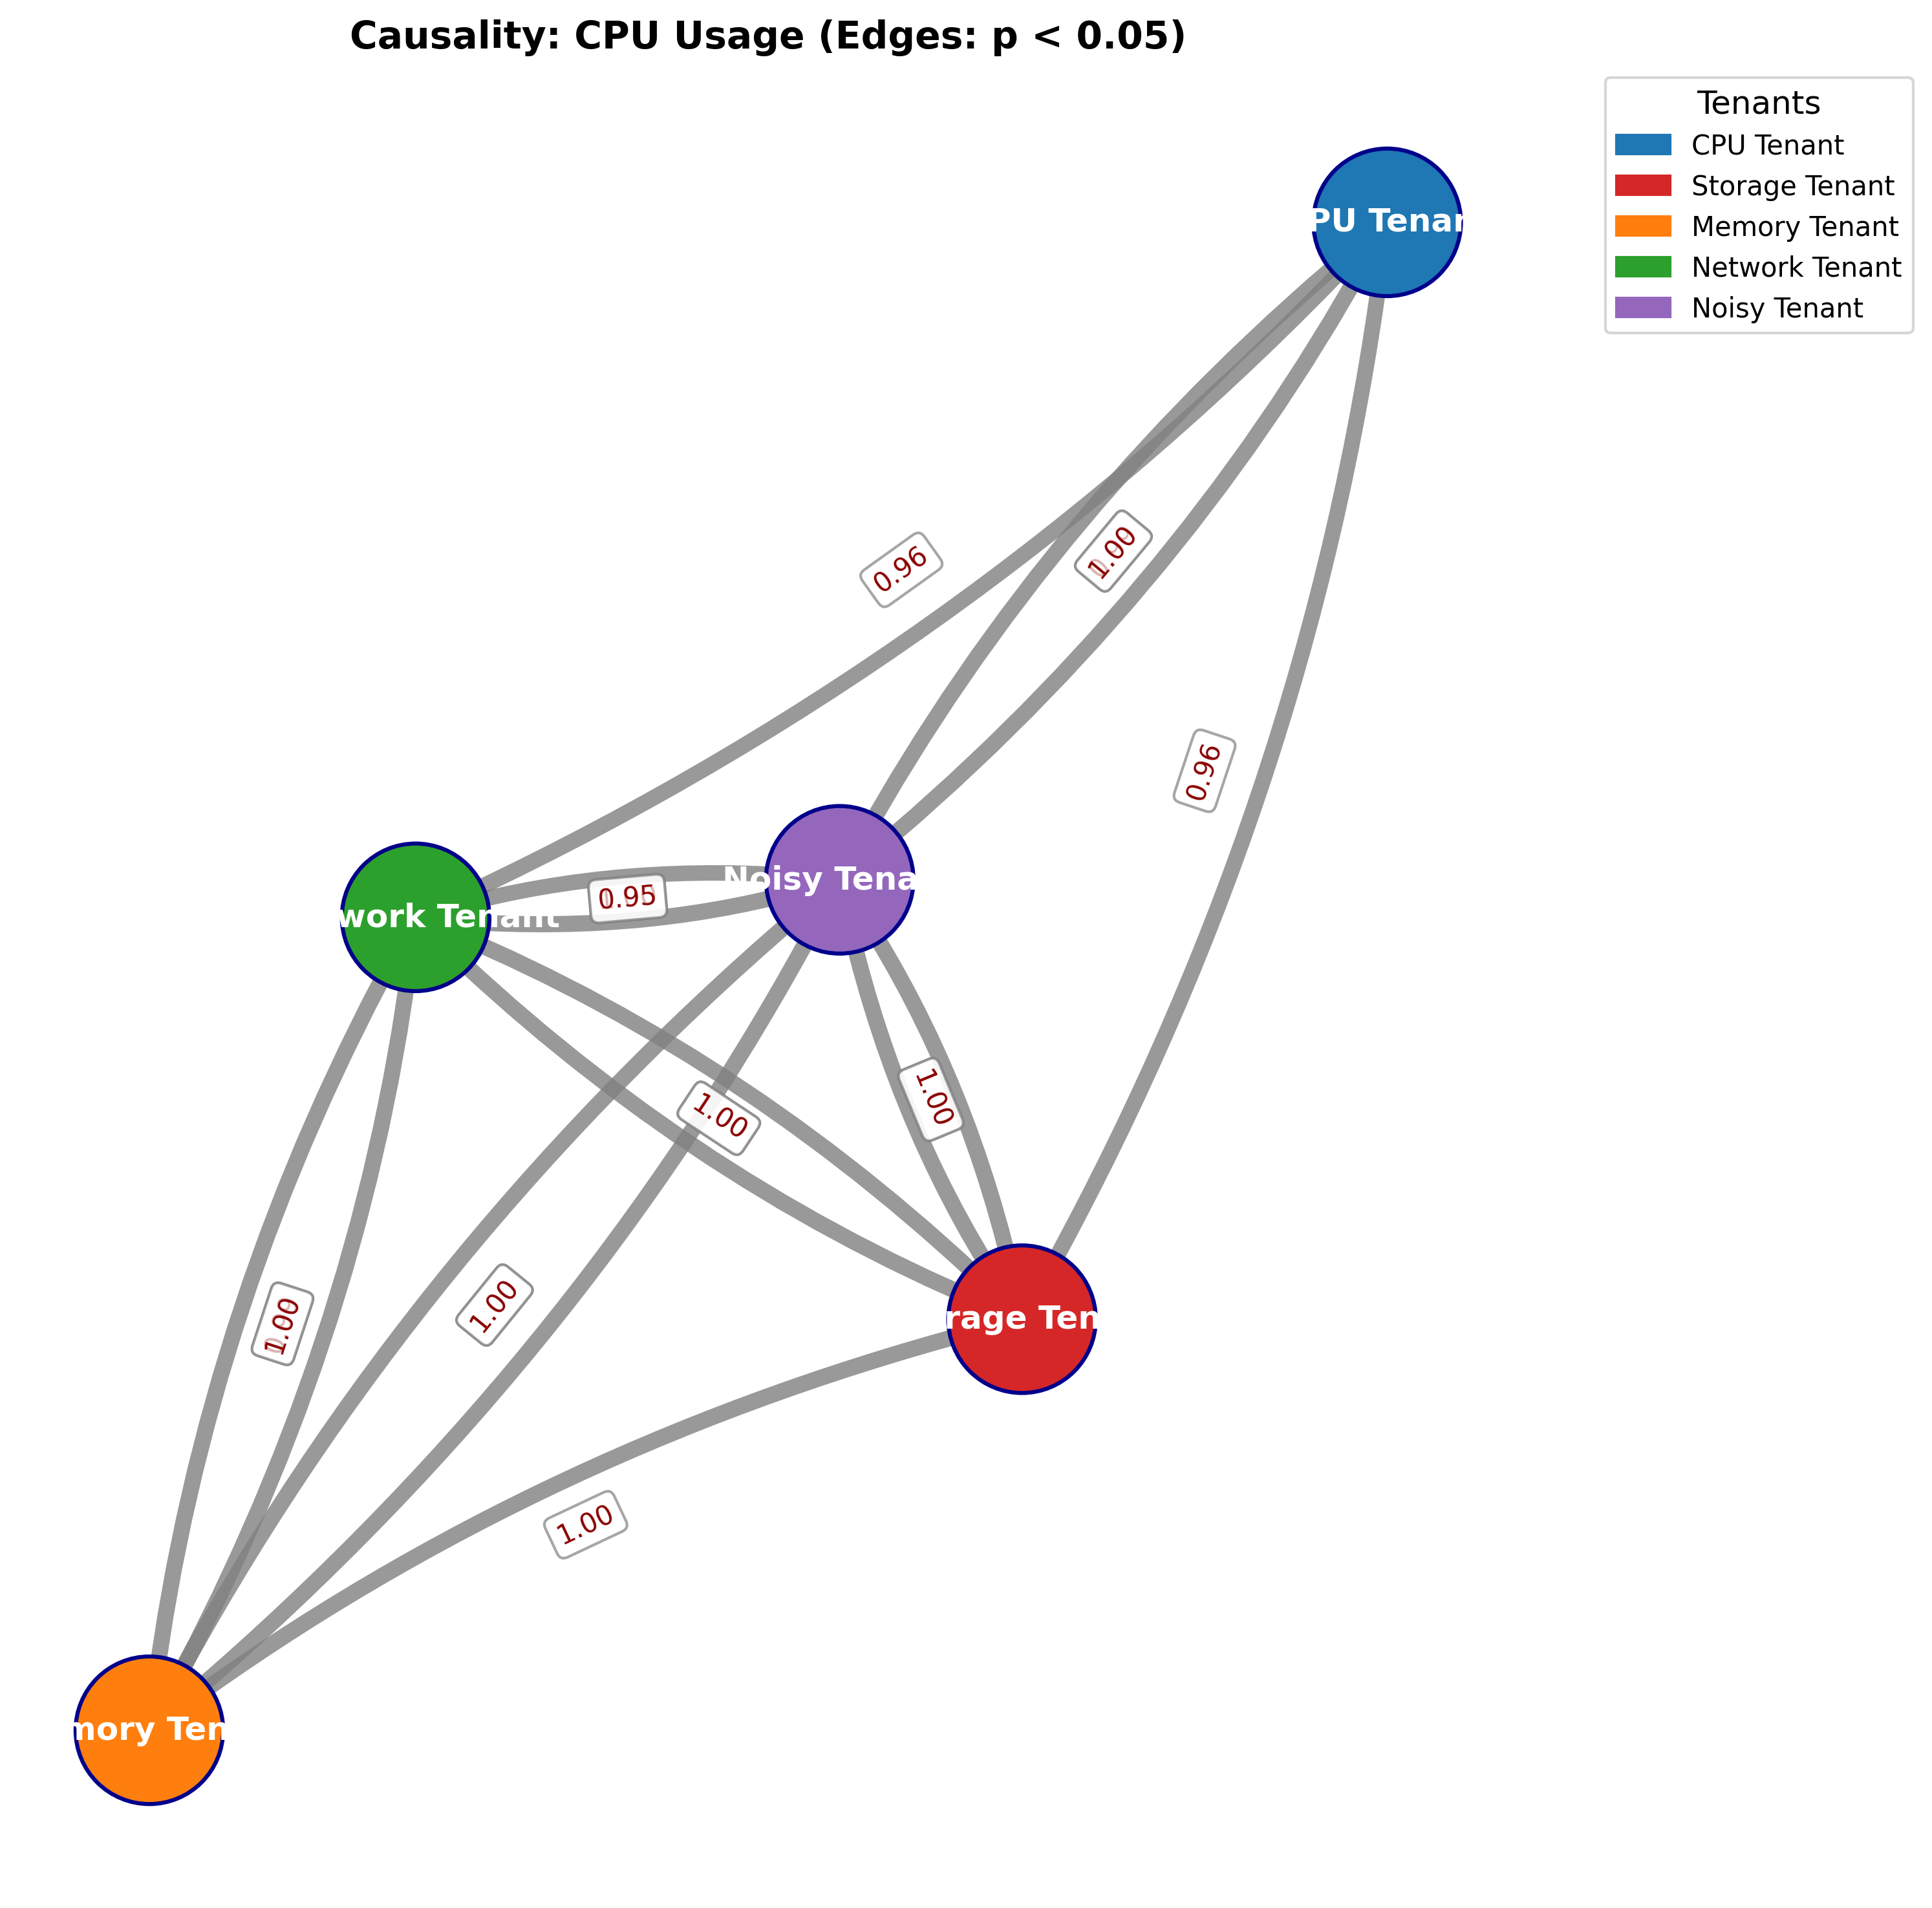 Causality: CPU Usage (Edges: p < 0.05)
Tenants
CPU Tenant
Storage Tenant
Memory Tenant
Network Tenant
Noisy Tenant
PU Tenan
1.00
0.96
0.96
Noisy Tena
0.95
work Tenant
1.00
1.00
rage Ten
1.00
1.00
1.00
mory Ten